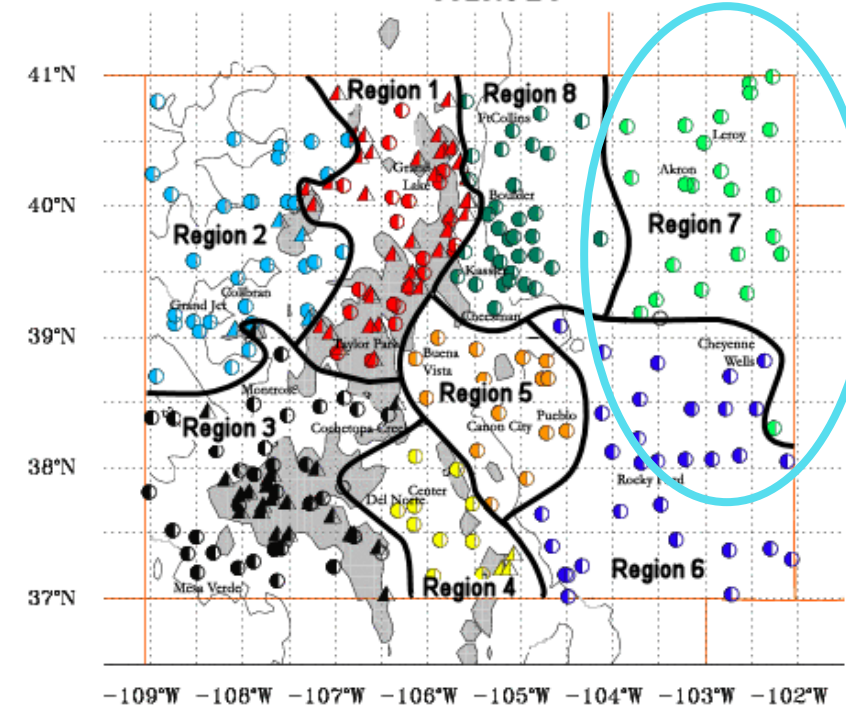 41°N
Region 1
Region 8
FtCollins
Leroy
Grand
Lake
Akron
40°N
Boulder
Region 2
Region 7
Kassler
Collbran
Grand Jct
Cheesman
39°N
Taylor Park
Buena
Vista
Cheyenne
Wells
Montrose
Region 5
Region 3
Cochetopa Creek
Canon City
Pueblo
38°N
Rocky Ford
Del Norte
Center
Mesa Verde
Region 4
Region 6
37°N
-109°W -108°W -107°W -106°W -105°W -104°W -103°W -102°W